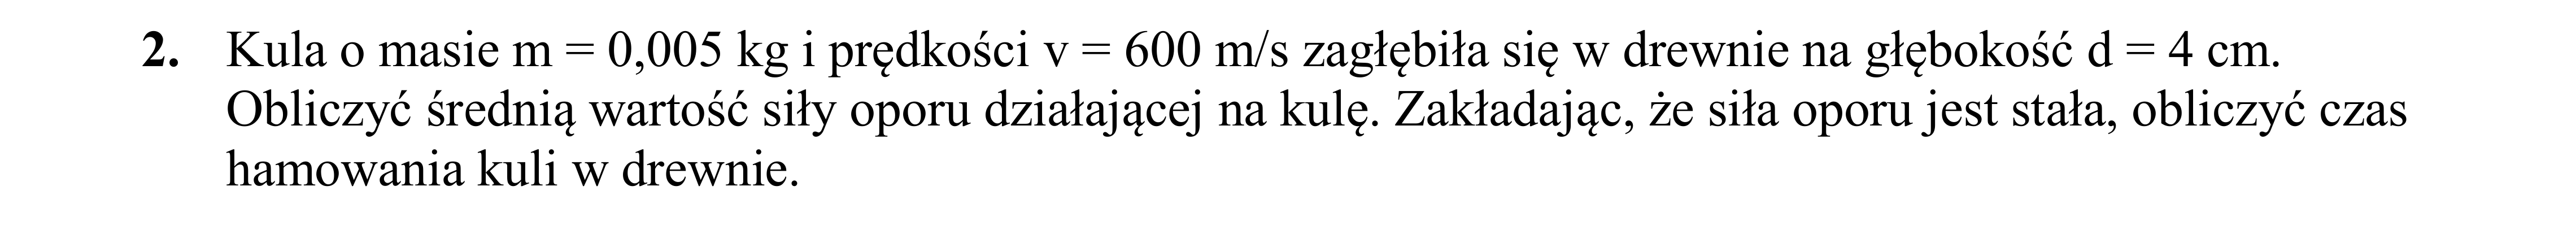 2. Kula o masie m = 0,005 kg i prędkości v = 600 m/s zagłębiła się w drewnie na głębokość d = 4 cm.
Obliczyć średnią wartość siły oporu działającej na kulę. Zakładając, że siła oporu jest stała, obliczyć czas
hamowania kuli w drewnie.